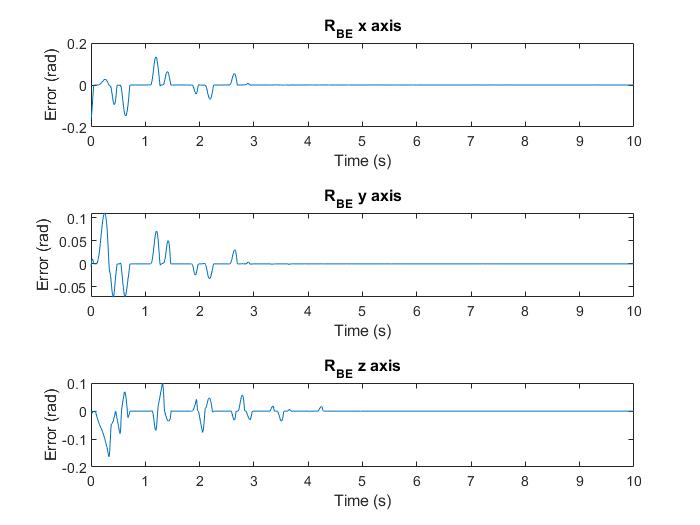 R_BE x axis
0.2
0
-0.2
Error (rad)
0 1 2 3 4 5 6 7 8 9 10
Time (s)
R_BE y axis
0.1
0.05
0
-0.05
Error (rad)
0 1 2 3 4 5 6 7 8 9 10
Time (s)
R_BE z axis
0.1
0
-0.1
-0.2
Error (rad)
0 1 2 3 4 5 6 7 8 9 10
Time (s)